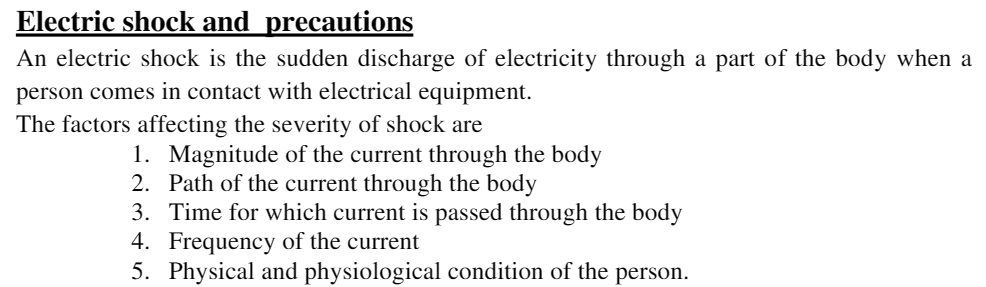 Electric shock and precautions
An electric shock is the sudden discharge of electricity through a part of the body when a
person comes in contact with electrical equipment.
The factors affecting the severity of shock are
1. Magnitude of the current through the body
2. Path of the current through the body
3. Time for which current is passed through the body
4. Frequency of the current
5. Physical and physiological condition of the person.